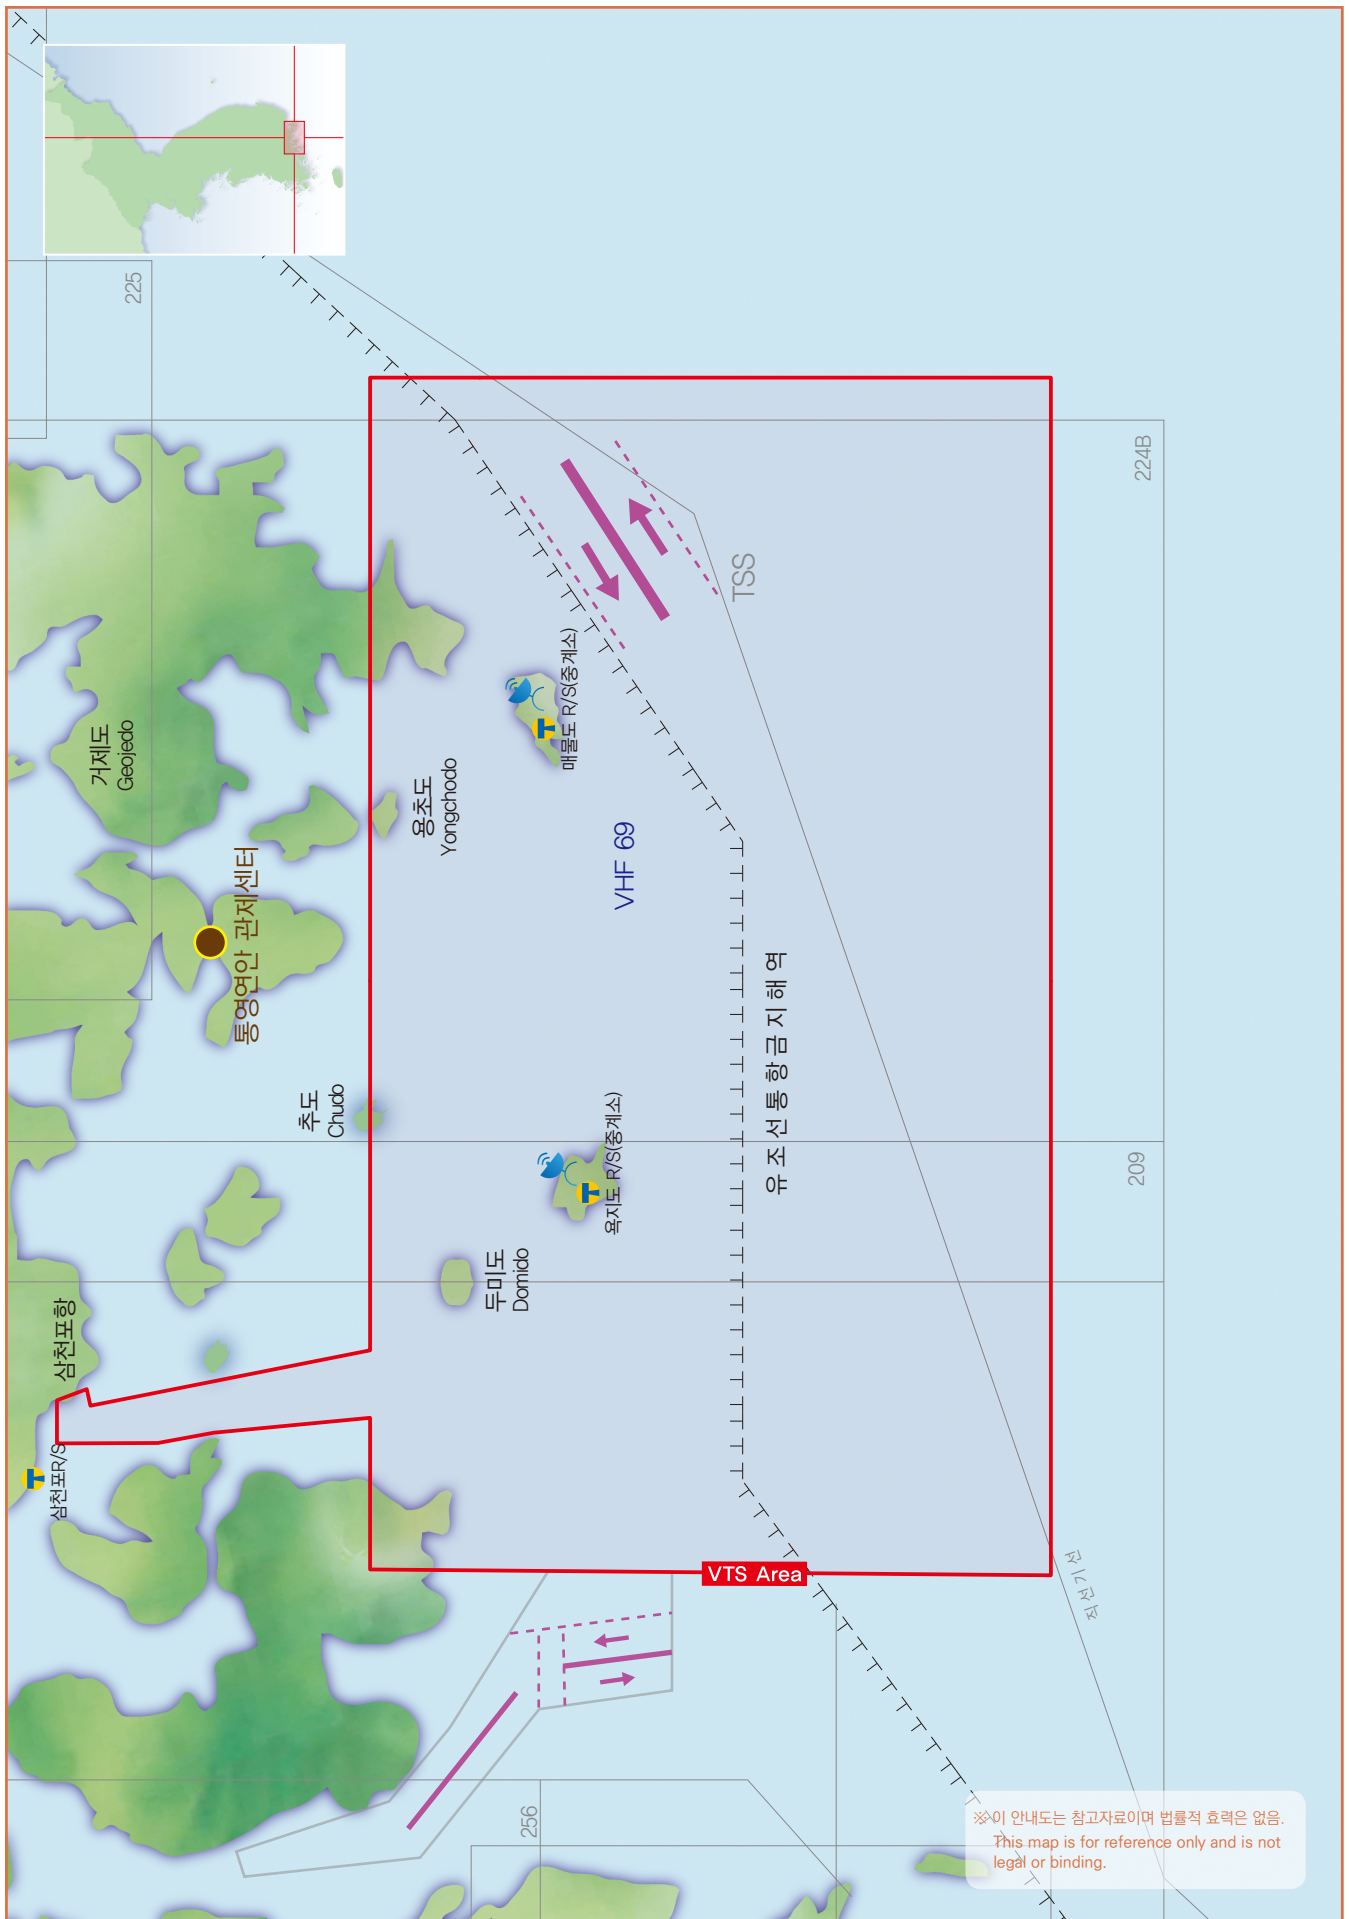 225
224B
TSS
매물도 R/S(중계소)
거제도
Geojedo
용초도
Yongchodo
VHF 69
통영연안 관제센터
유조선통항금지해역
추도
Chudo
욕지도 R/S(중계소)
209
두미도
Domido
삼천포항
삼천포R/S
VTS Area
직선기선
256
※ 이 안내도는 참고자료이며 법률적 효력은 없음.
This map is for reference only and is not
legal or binding.